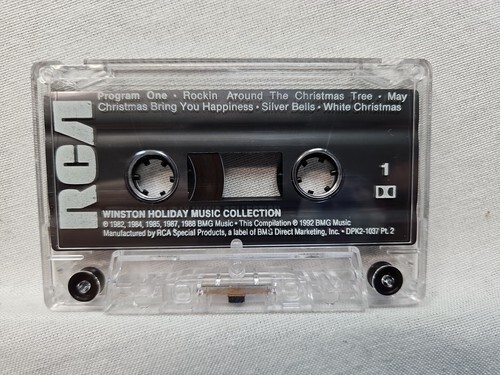 RCA
Program One • Rockin Around The Christmas Tree • May
Christmas Bring You Happiness • Silver Bells • White Christmas
1
WINSTON HOLIDAY MUSIC COLLECTION
℗ 1982, 1984, 1985, 1987, 1988 BMG Music • This Compilation ℗ 1992 BMG Music
Manufactured by RCA Special Products, a label of BMG Direct Marketing, Inc. • DPK2-1037 Pt. 2